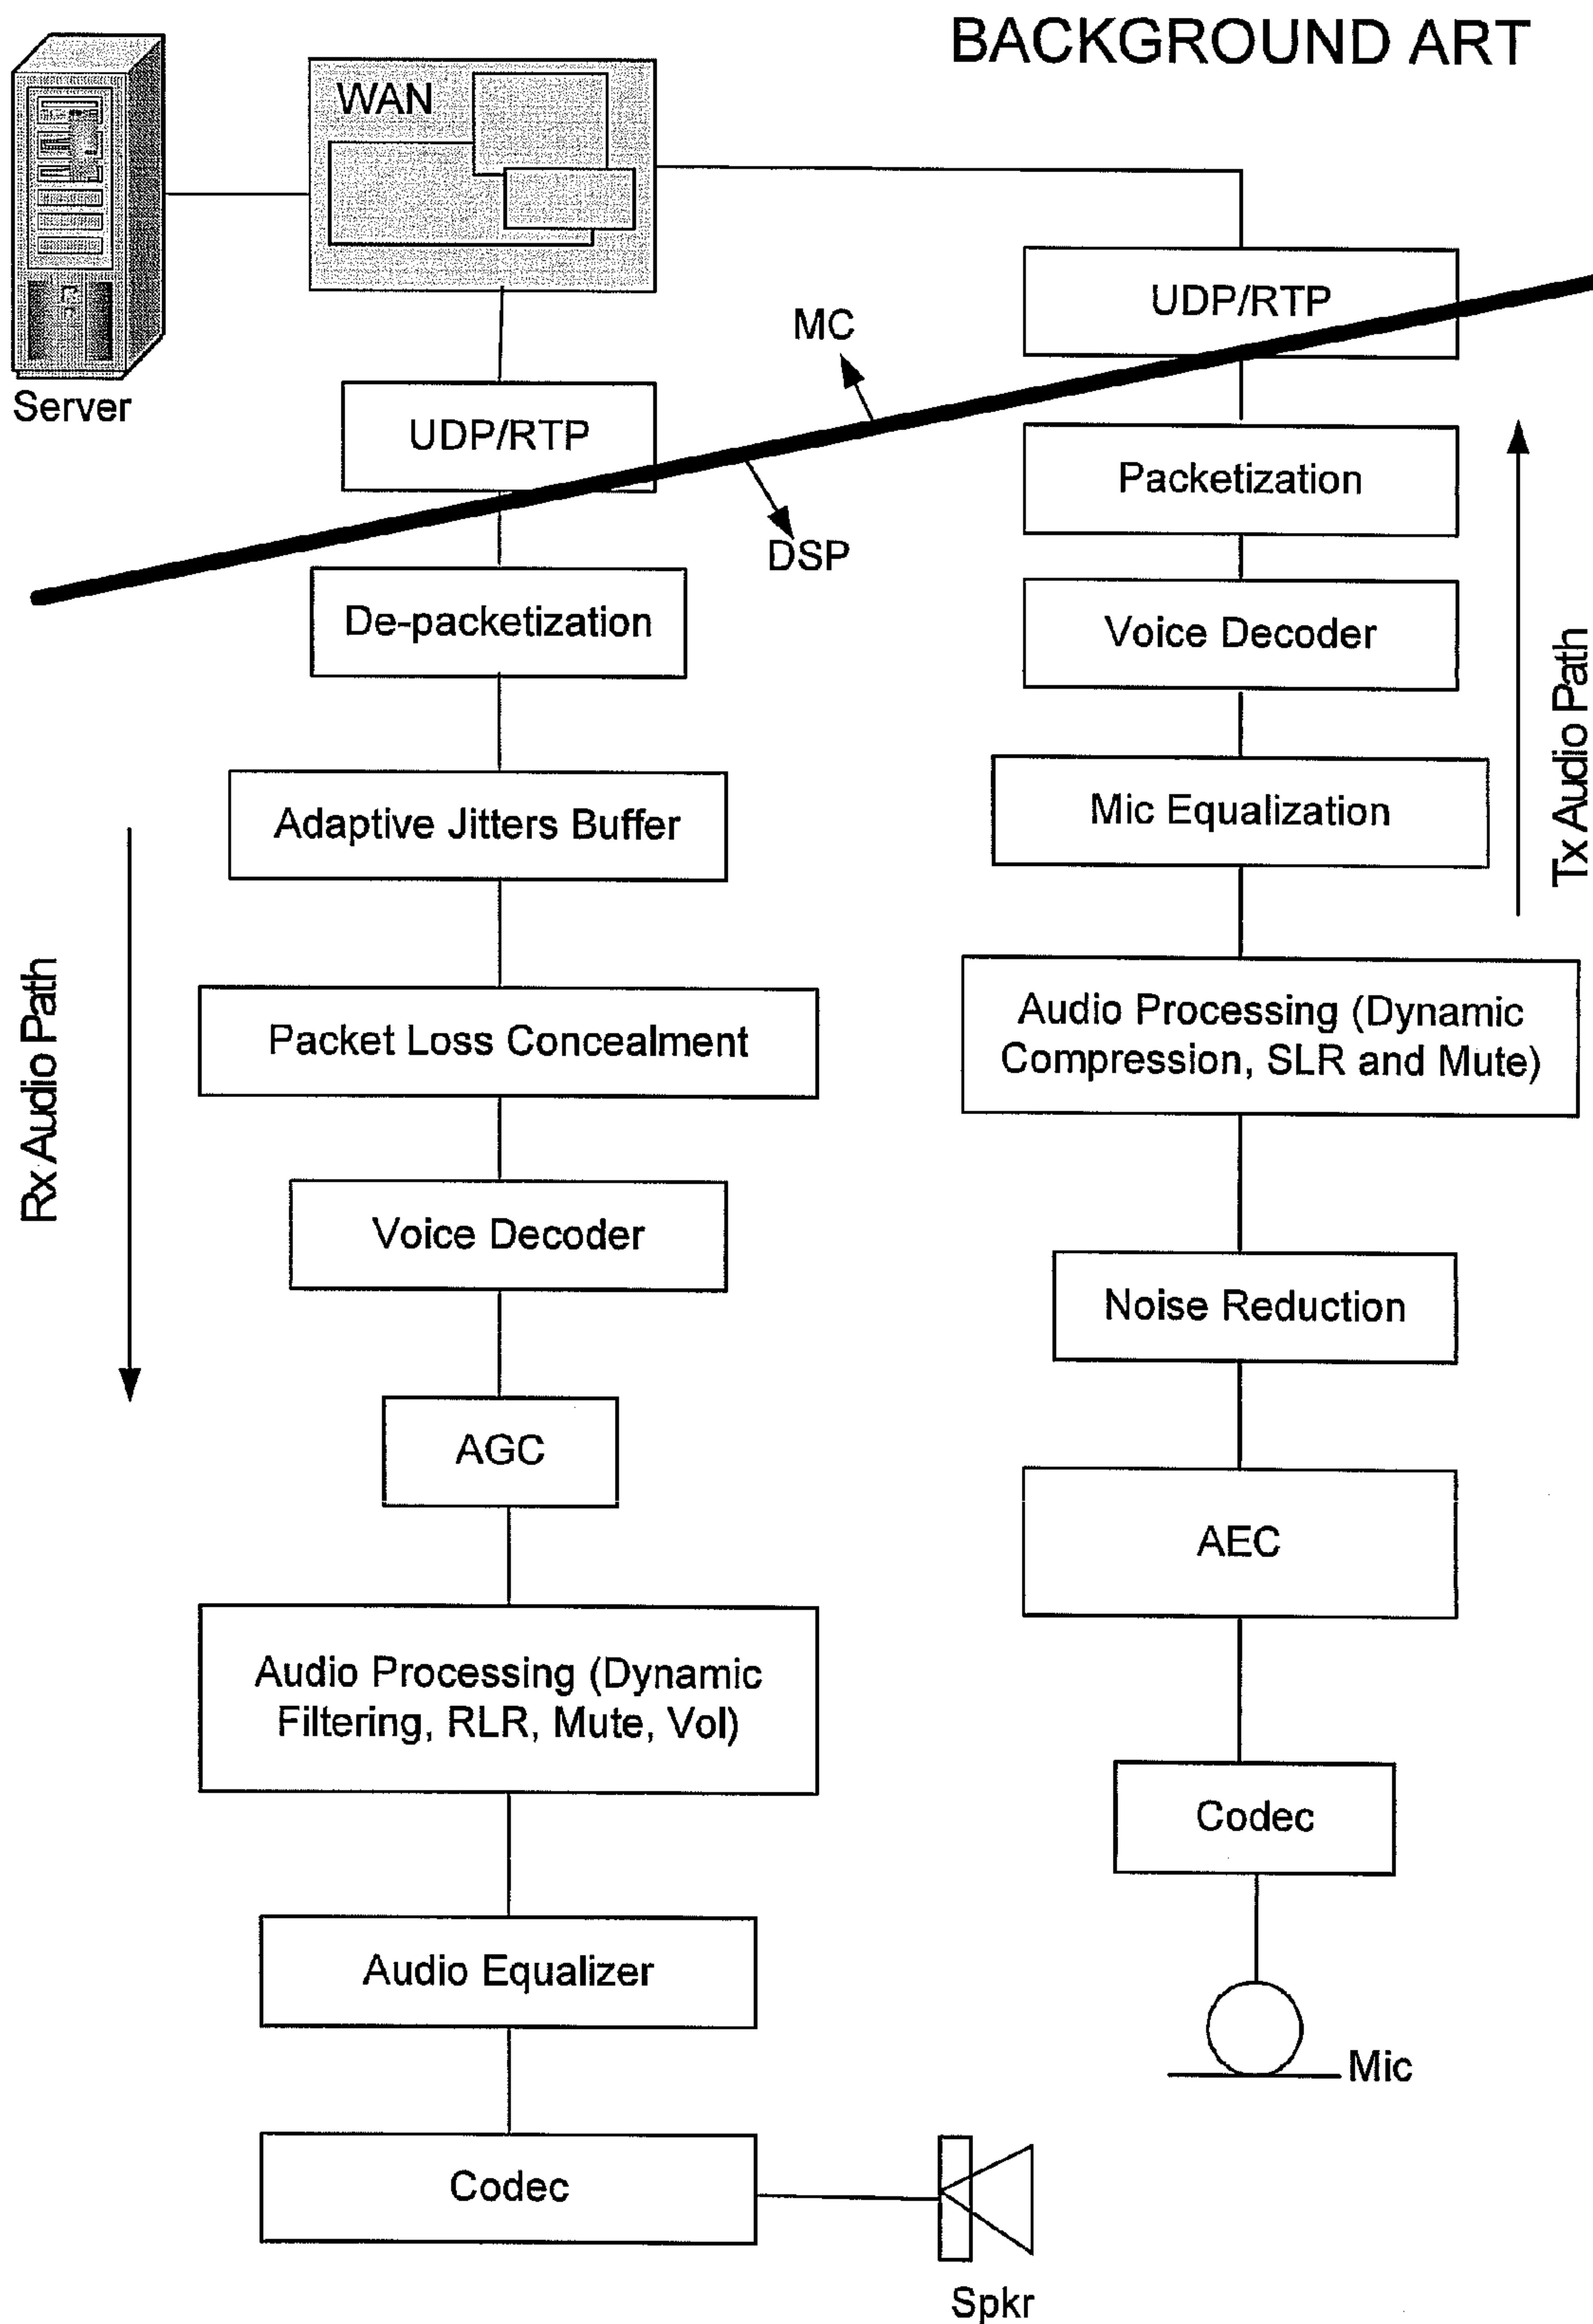 BACKGROUND ART
WAN
Server
UDP/RTP
MC
UDP/RTP
DSP
Packetization
De-packetization
Voice Decoder
Tx Audio Path
Adaptive Jitters Buffer
Mic Equalization
Rx Audio Path
Packet Loss Concealment
Audio Processing (Dynamic
Compression, SLR and Mute)
Voice Decoder
Noise Reduction
AGC
AEC
Audio Processing (Dynamic
Filtering, RLR, Mute, Vol)
Codec
Audio Equalizer
Mic
Codec
Spkr